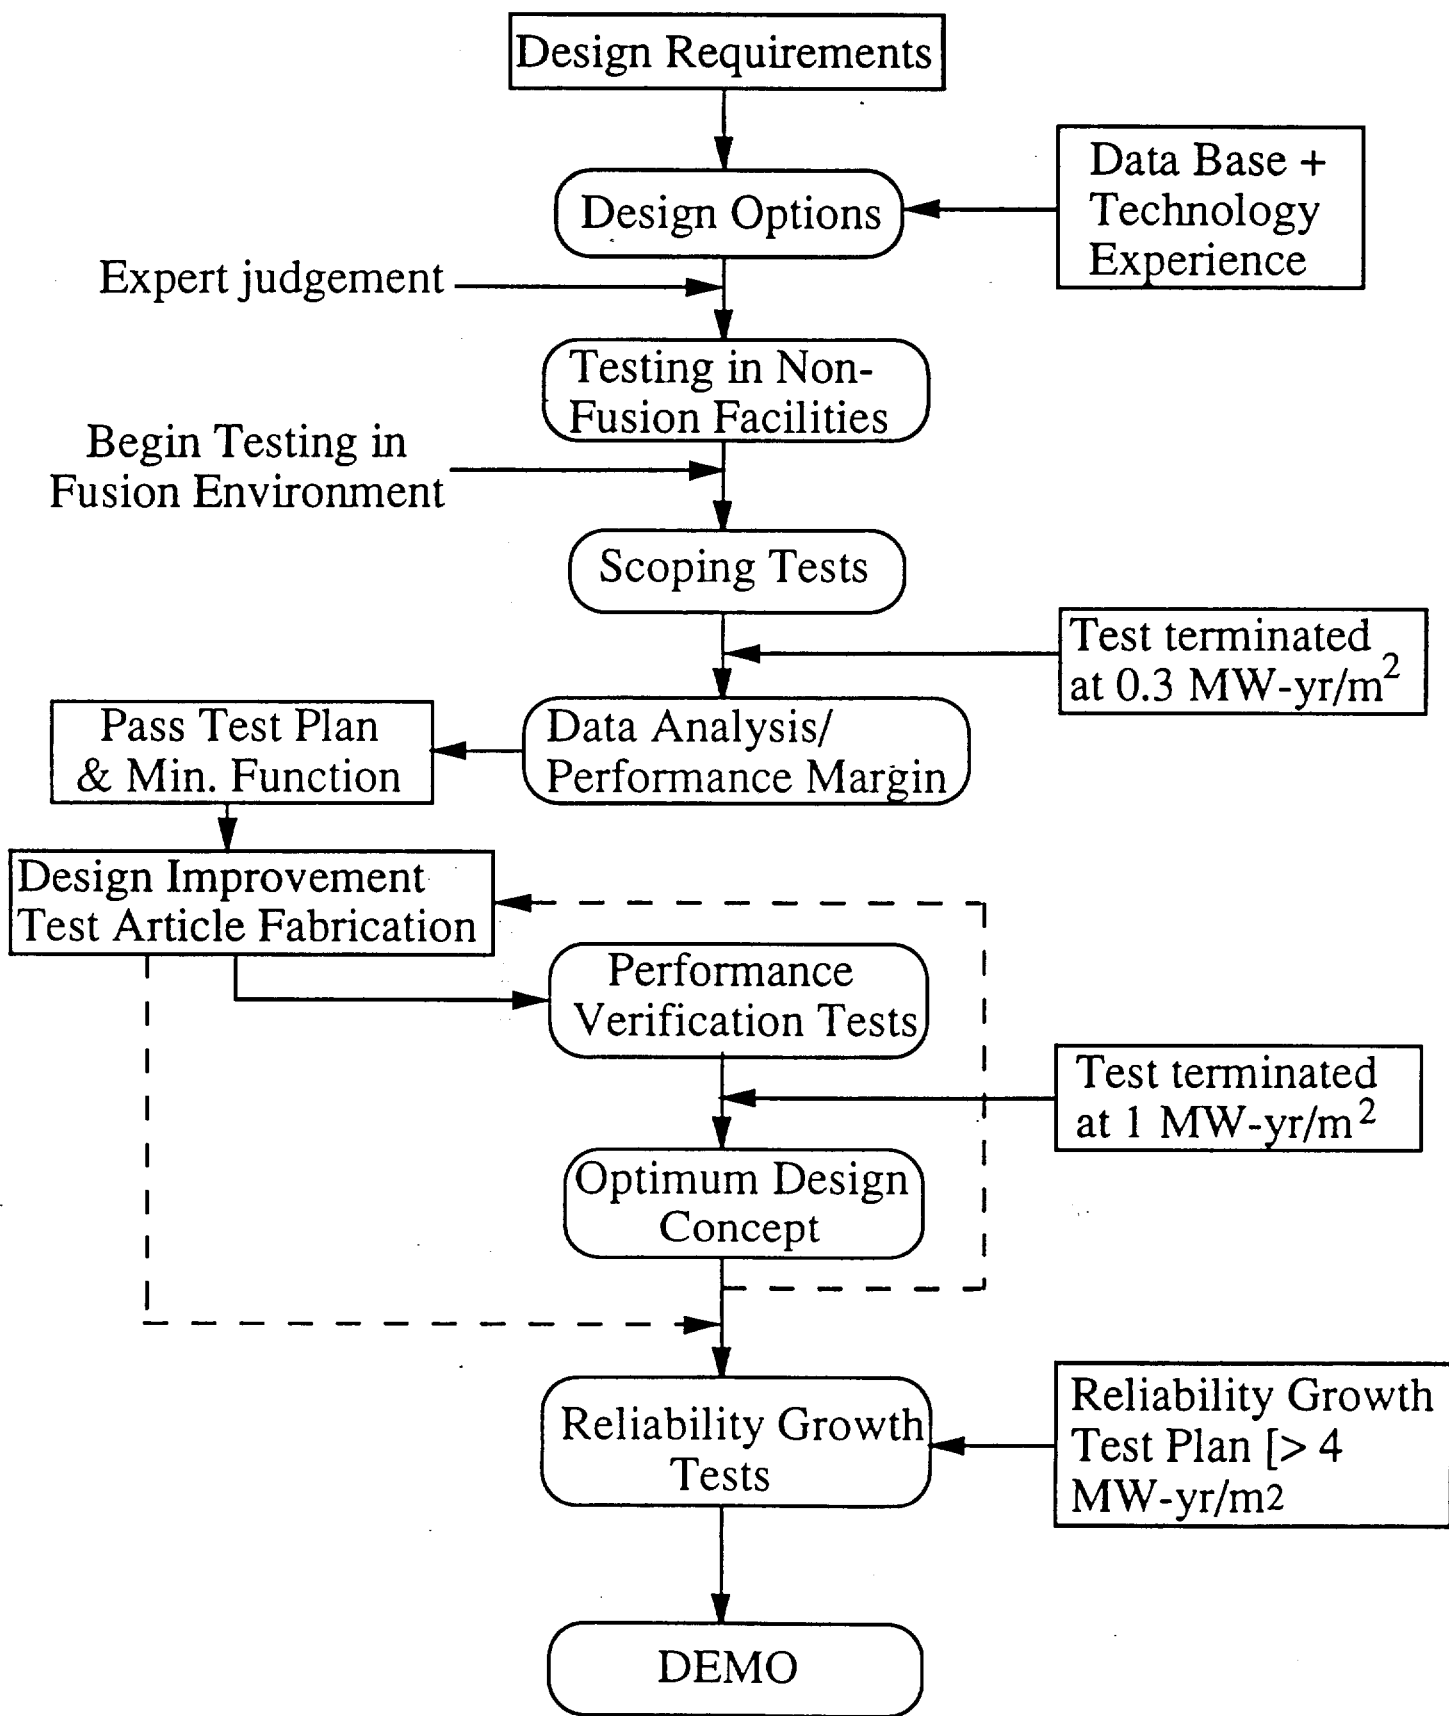 Design Requirements
Data Base +
Technology
Experience
Design Options
Expert judgement
Testing in Non-
Fusion Facilities
Begin Testing in
Fusion Environment
Scoping Tests
Test terminated
at 0.3 MW-yr/m²
Pass Test Plan
& Min. Function
Data Analysis/
Performance Margin
Design Improvement
Test Article Fabrication
Performance
Verification Tests
Test terminated
at 1 MW-yr/m²
Optimum Design
Concept
Reliability Growth
Test Plan [> 4
MW-yr/m2
Reliability Growth
Tests
DEMO